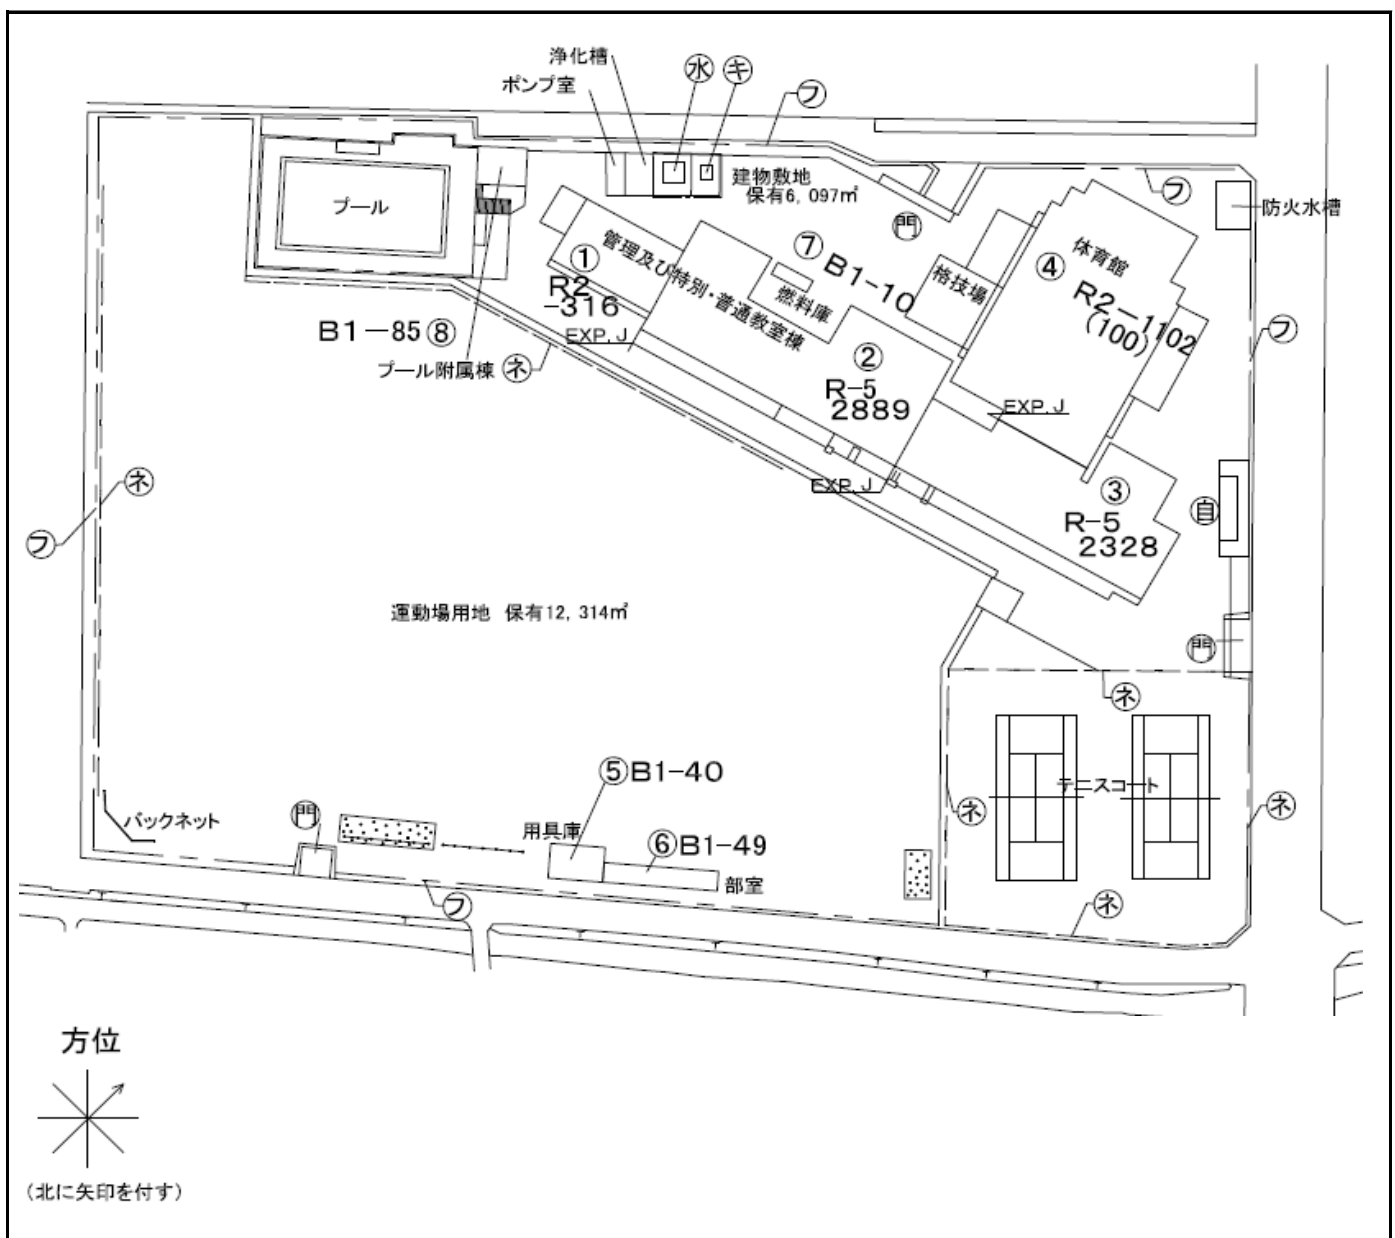 浄化槽
ポンプ室
水
キ
フ
建物敷地
保有6,097㎡
プール
門
フ
防火水槽
① R2
-316
管理及び特別・普通教室棟
EXP.J
⑦ B1-10
燃料庫
格技場
体育館
④ R2-1102
(100)
フ
B1-85 ⑧
プール附属棟
ネ
②
R-5
2889
EXP.J
EXP.J
③
R-5
2328
自
ネ
フ
運動場用地 保有12,314㎡
門
ネ
⑤B1-40
テニスコート
ネ
ネ
バックネット
門
用具庫
⑥B1-49
部室
フ
ネ
方位
(北に矢印を付す)